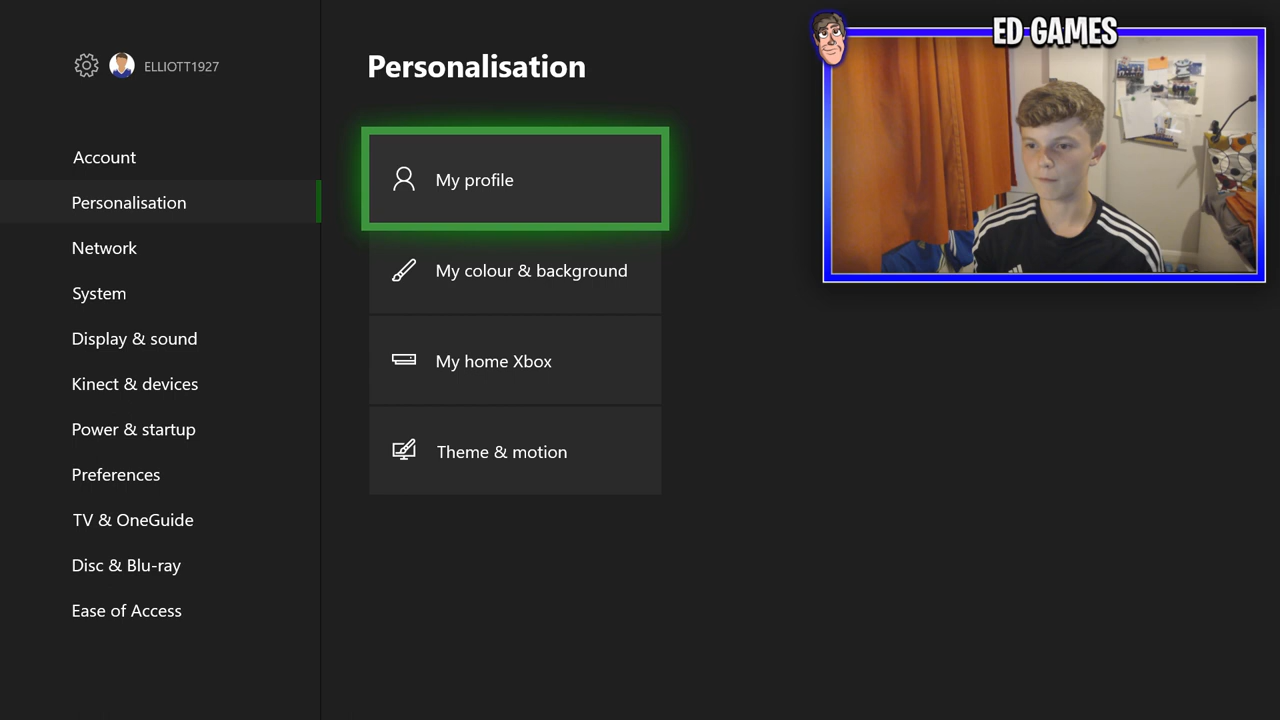 ELLIOTT1927
Account
Personalisation
Network
System
Display & sound
Kinect & devices
Power & startup
Preferences
TV & OneGuide
Disc & Blu-ray
Ease of Access
Personalisation
My profile
My colour & background
My home Xbox
Theme & motion
ED GAMES